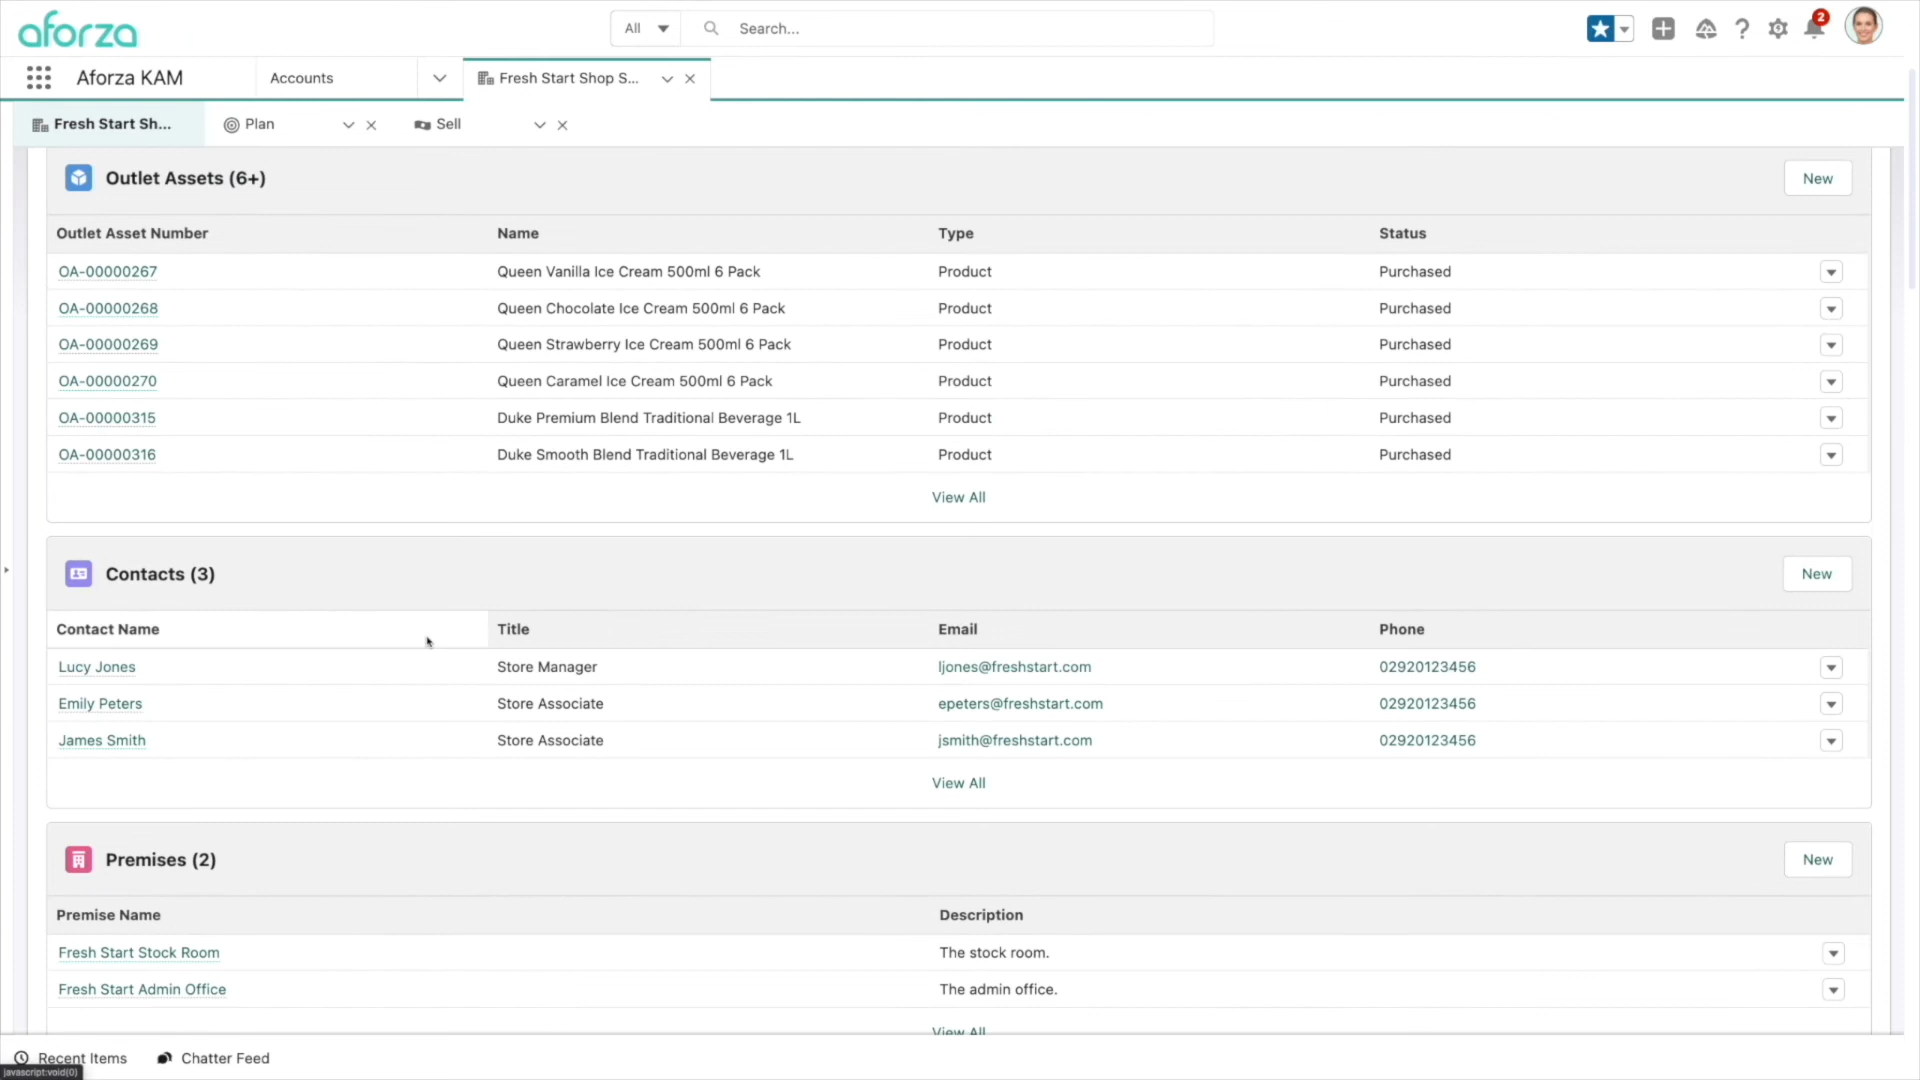 aforza
All
Search...
2
Aforza KAM
Accounts
Fresh Start Shop S...
Fresh Start Sh...
Plan
Sell
Outlet Assets (6+)
New
Outlet Asset Number Name Type Status
OA-00000267 Queen Vanilla Ice Cream 500ml 6 Pack Product Purchased
OA-00000268 Queen Chocolate Ice Cream 500ml 6 Pack Product Purchased
OA-00000269 Queen Strawberry Ice Cream 500ml 6 Pack Product Purchased
OA-00000270 Queen Caramel Ice Cream 500ml 6 Pack Product Purchased
OA-00000315 Duke Premium Blend Traditional Beverage 1L Product Purchased
OA-00000316 Duke Smooth Blend Traditional Beverage 1L Product Purchased
View All
Contacts (3)
New
Contact Name Title Email Phone
Lucy Jones Store Manager ljones@freshstart.com 02920123456
Emily Peters Store Associate epeters@freshstart.com 02920123456
James Smith Store Associate jsmith@freshstart.com 02920123456
View All
Premises (2)
New
Premise Name Description
Fresh Start Stock Room The stock room.
Fresh Start Admin Office The admin office.
View All
Recent Items
Chatter Feed
javascript:void(0)